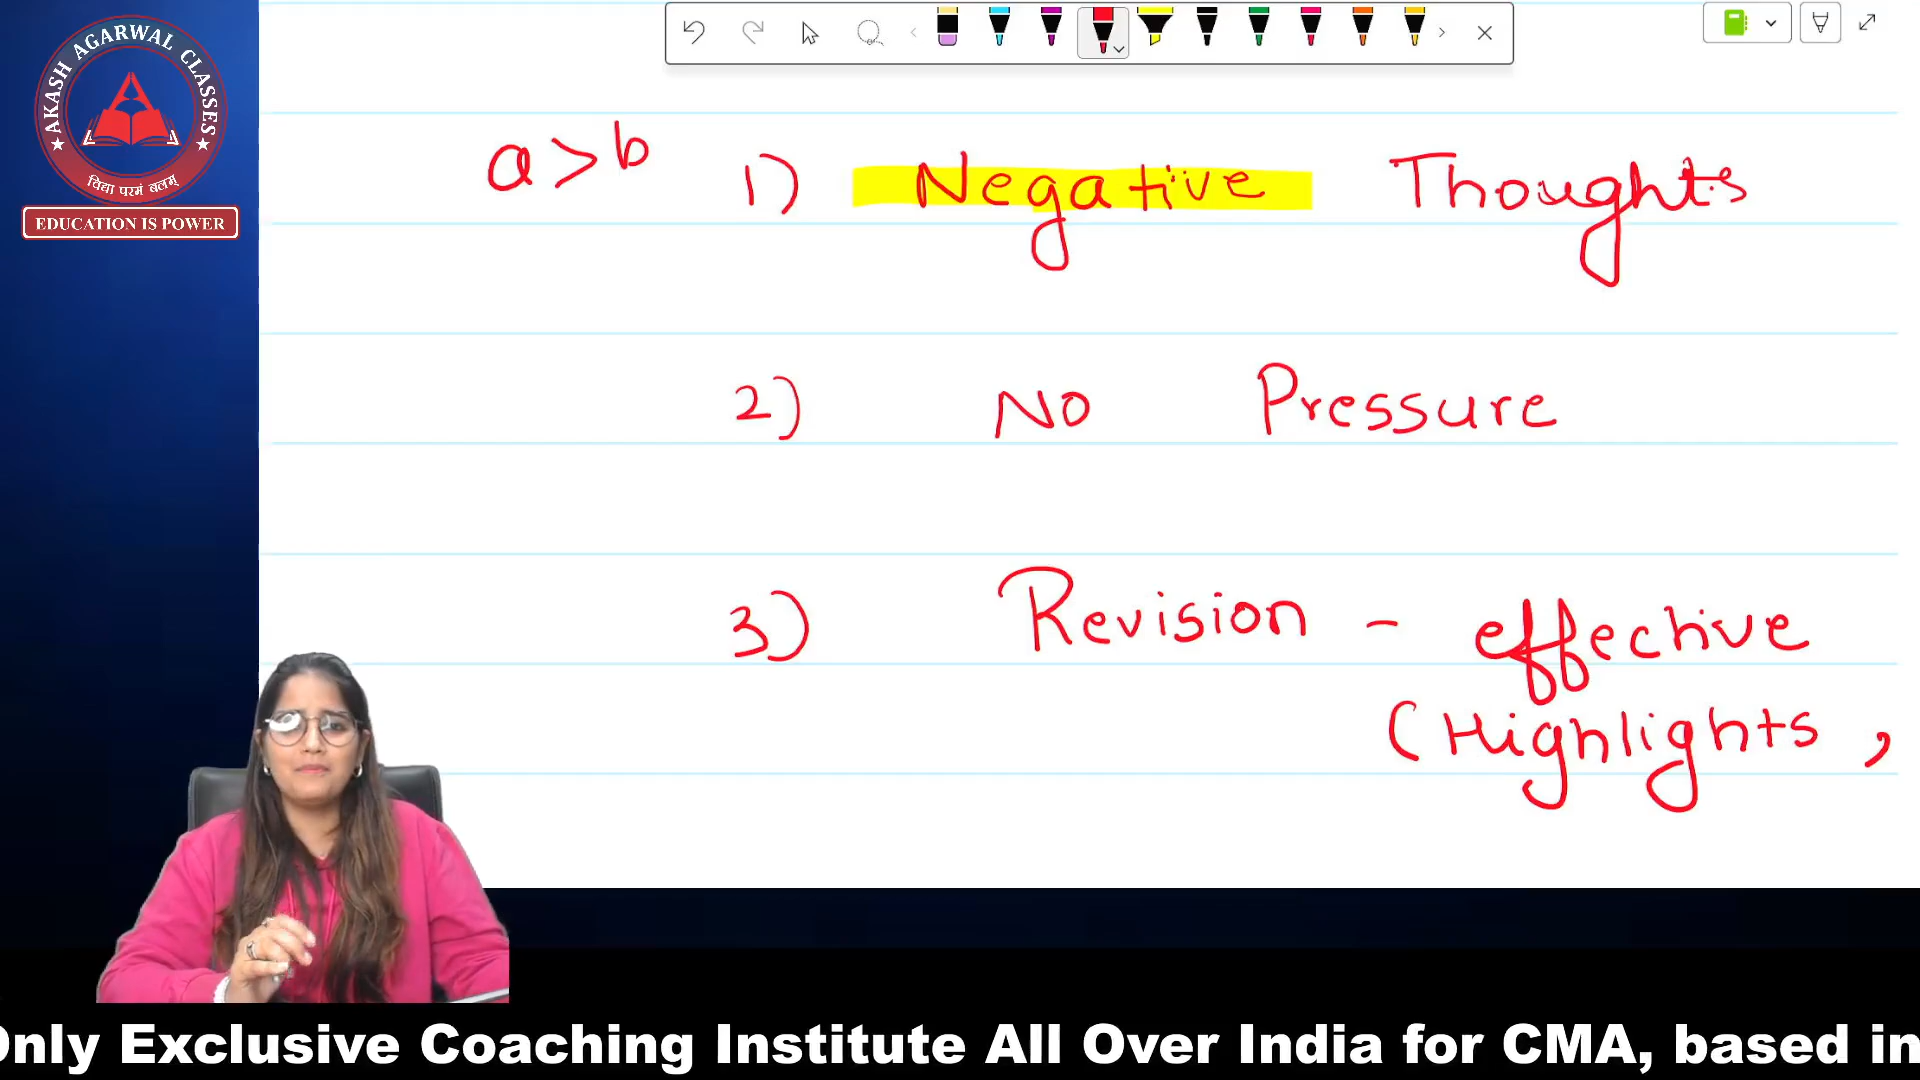 AKASH AGARWAL CLASSES
विद्या परमं बलम्
EDUCATION IS POWER
a > b
1) Negative Thoughts
2) No Pressure
3) Revision - effective
(Highlights,
Only Exclusive Coaching Institute All Over India for CMA, based in